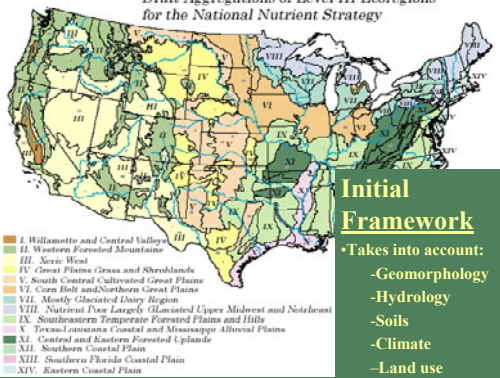 Draft Aggregations of Level III Ecoregions
for the National Nutrient Strategy
I. Willamette and Central Valleys
II. Western Forested Mountains
III. Xeric West
IV. Great Plains Grass and Shrublands
V. South Central Cultivated Great Plains
VI. Corn Belt andNorthern Great Plains
VII. Mostly Glaciated Dairy Region
VIII. Nutrient Poor Largely Glaciated Upper Midwest and Notrheast
IX. Southeastern Temperate Forested Plains and Hills
X. Texas-Louisiana Coastal and Mississippi Alluvial Plains
XI. Central and Eastern Forested Uplands
XII. Southern Coastal Plain
XIII. Southern Florida Coastal Plain
XIV. Eastern Coastal Plain
Initial
Framework
•Takes into account:
-Geomorphology
-Hydrology
-Soils
-Climate
–Land use